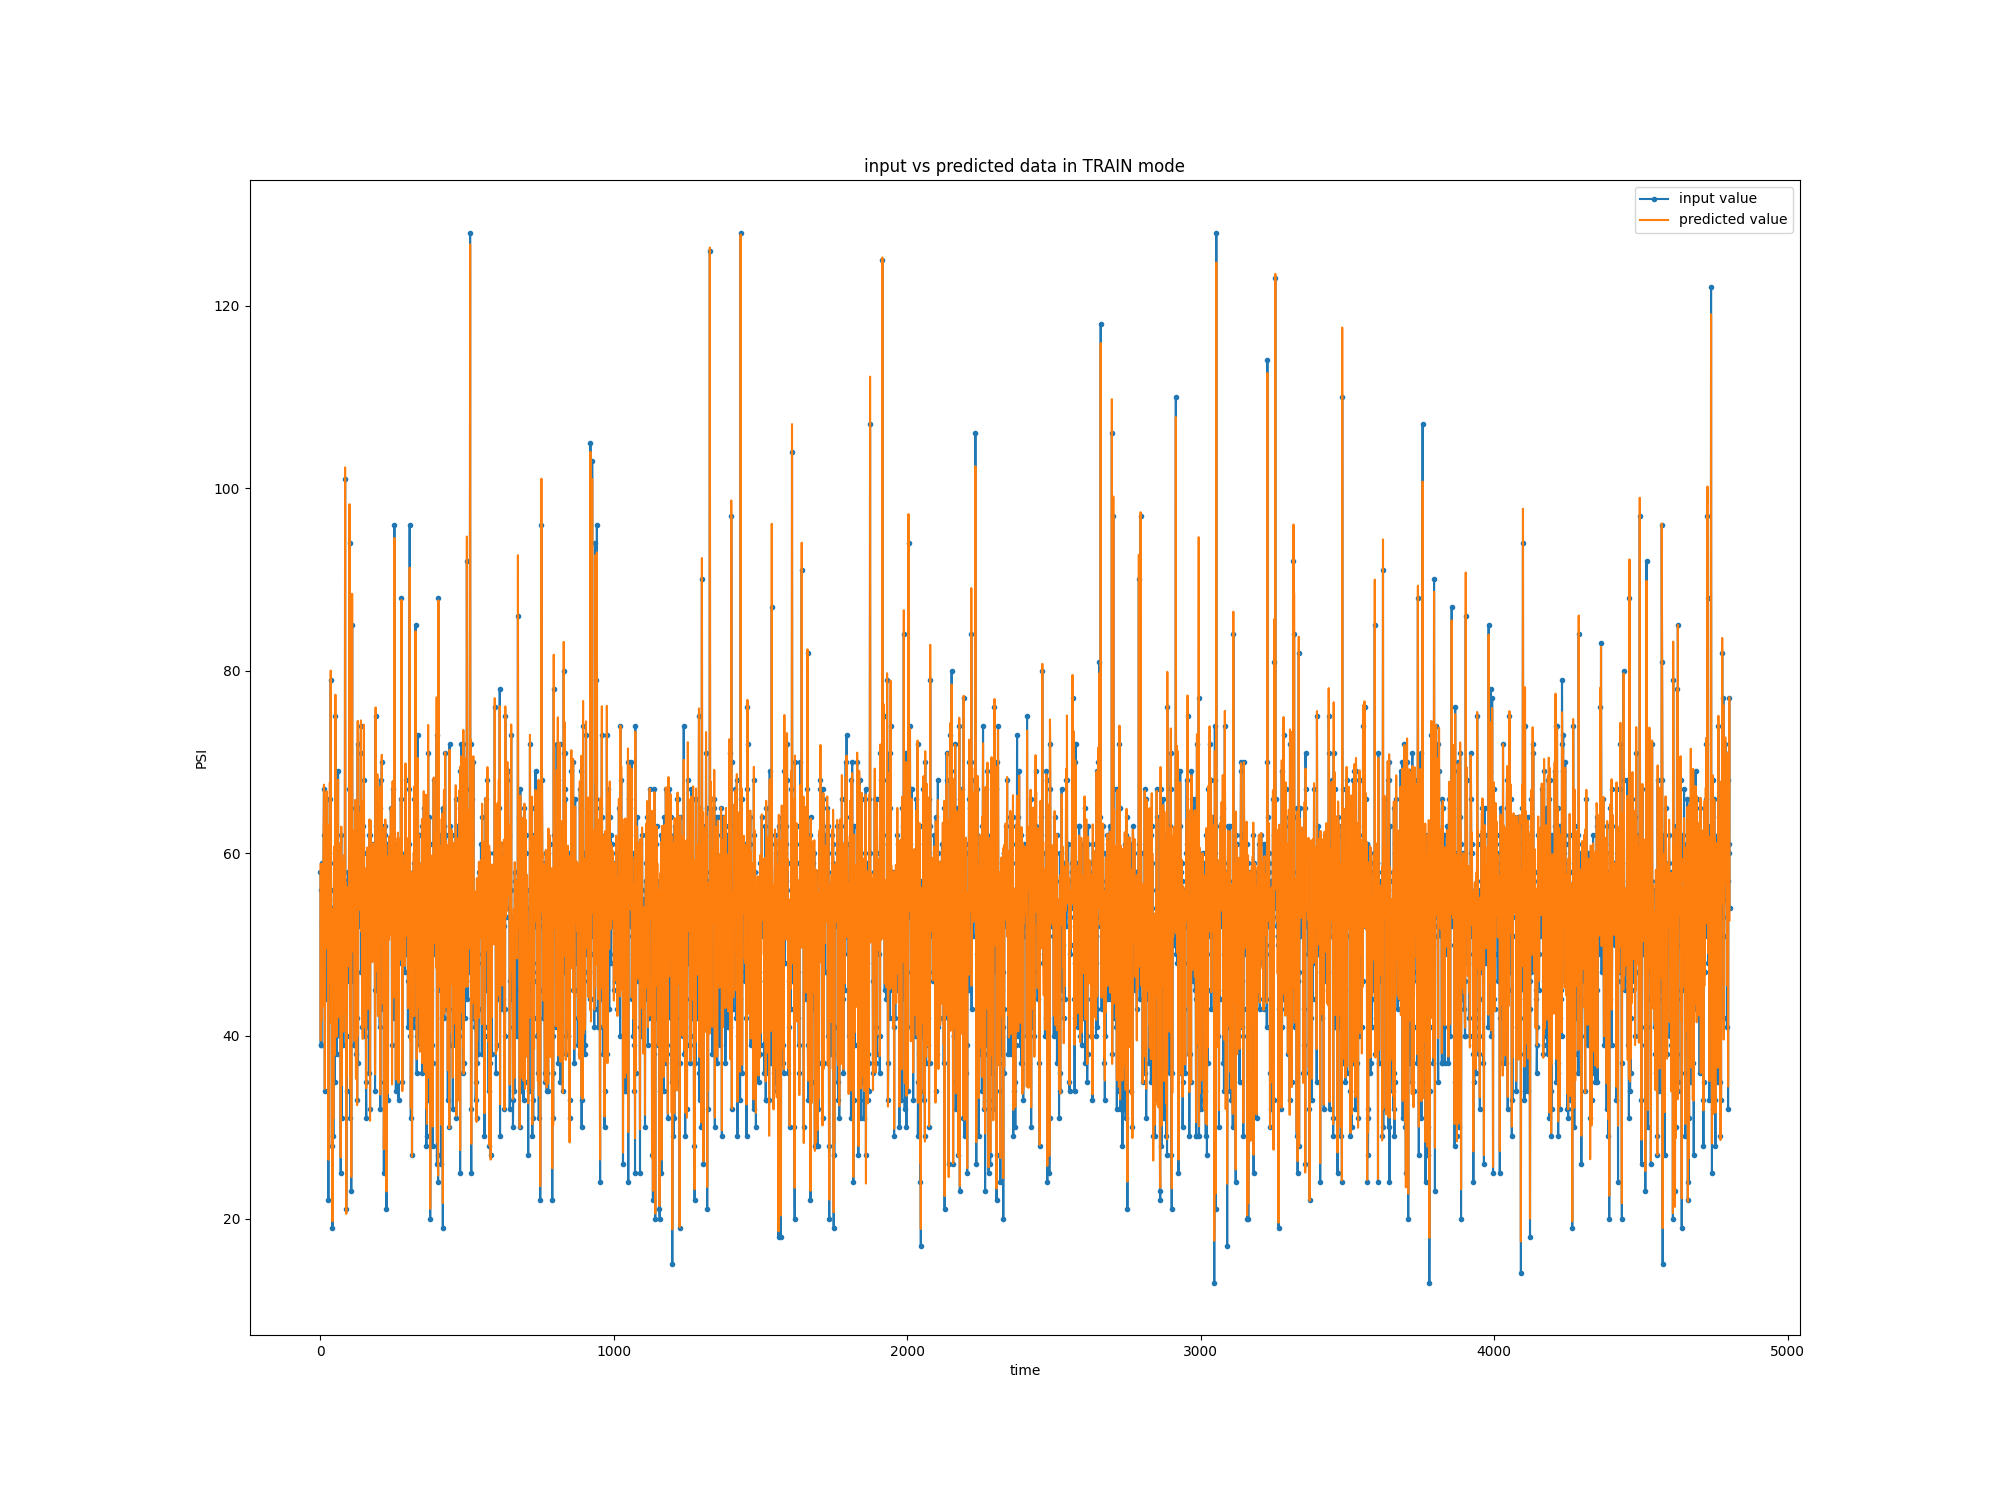 input vs predicted data in TRAIN mode
input value
predicted value
120
100
80
60
40
20
PSI
0
1000
2000
3000
4000
5000
time